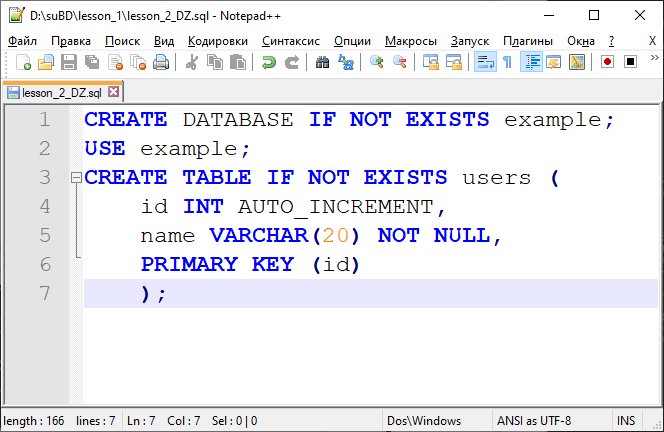 D:\suBD\lesson_1\lesson_2_DZ.sql - Notepad++
Файл Правка Поиск Вид Кодировки Синтаксис Опции Макросы Запуск Плагины Окна ? X
lesson_2_DZ.sql
1 CREATE DATABASE IF NOT EXISTS example;
2 USE example;
3 CREATE TABLE IF NOT EXISTS users (
4 id INT AUTO_INCREMENT,
5 name VARCHAR(20) NOT NULL,
6 PRIMARY KEY (id)
7 );
length : 166 lines : 7 Ln : 7 Col : 7 Sel : 0 | 0 Dos\Windows ANSI as UTF-8 INS